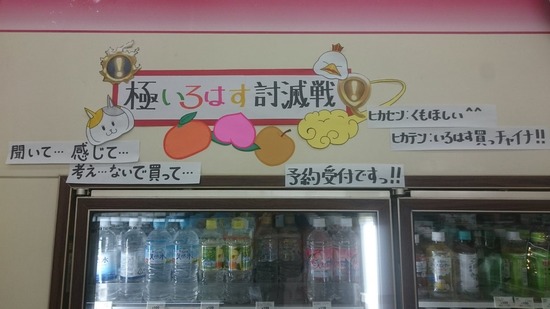 極いろはす討滅戦
ヒカセン：くもほしい^^
ヒカテン：いろはす買っチャイナ!!
聞いて… 感じて…
考え…ないで買って…
予約受付ですっ!!